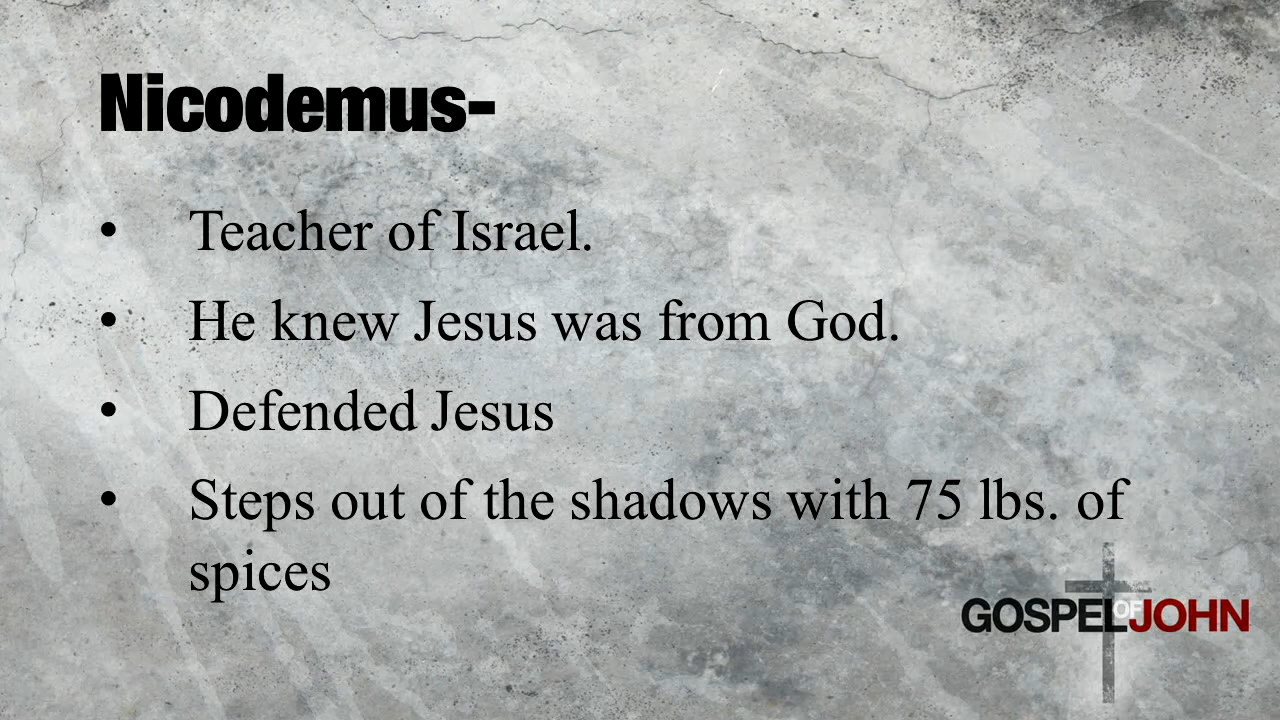 Nicodemus-
• Teacher of Israel.
• He knew Jesus was from God.
• Defended Jesus
• Steps out of the shadows with 75 lbs. of
spices
GOSPEL OF JOHN